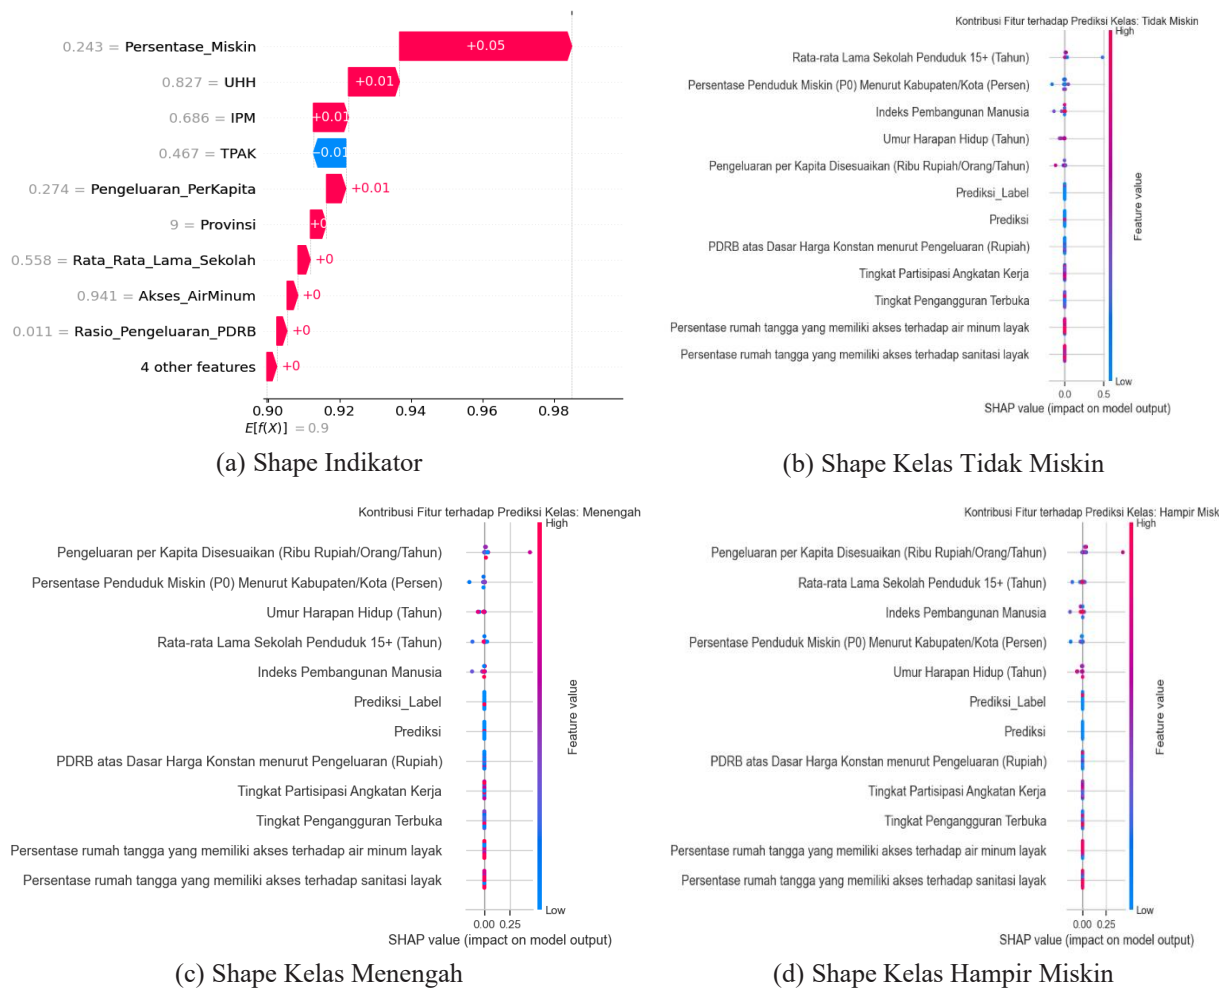 0.243 = Persentase_Miskin
+0.05
0.827 = UHH
+0.01
0.686 = IPM
+0.01
0.467 = TPAK
−0.01
0.274 = Pengeluaran_PerKapita
+0.01
9 = Provinsi
+0
0.558 = Rata_Rata_Lama_Sekolah
+0
0.941 = Akses_AirMinum
+0
0.011 = Rasio_Pengeluaran_PDRB
+0
4 other features
+0
0.90 0.92 0.94 0.96 0.98
E[f(X)] = 0.9
(a) Shape Indikator
Kontribusi Fitur terhadap Prediksi Kelas: Tidak Miskin
High
Rata-rata Lama Sekolah Penduduk 15+ (Tahun)
Persentase Penduduk Miskin (P0) Menurut Kabupaten/Kota (Persen)
Indeks Pembangunan Manusia
Umur Harapan Hidup (Tahun)
Pengeluaran per Kapita Disesuaikan (Ribu Rupiah/Orang/Tahun)
Prediksi_Label
Prediksi
PDRB atas Dasar Harga Konstan menurut Pengeluaran (Rupiah)
Tingkat Partisipasi Angkatan Kerja
Tingkat Pengangguran Terbuka
Persentase rumah tangga yang memiliki akses terhadap air minum layak
Persentase rumah tangga yang memiliki akses terhadap sanitasi layak
Feature value
Low
0.0 0.5
SHAP value (impact on model output)
(b) Shape Kelas Tidak Miskin
Kontribusi Fitur terhadap Prediksi Kelas: Menengah
High
Pengeluaran per Kapita Disesuaikan (Ribu Rupiah/Orang/Tahun)
Persentase Penduduk Miskin (P0) Menurut Kabupaten/Kota (Persen)
Umur Harapan Hidup (Tahun)
Rata-rata Lama Sekolah Penduduk 15+ (Tahun)
Indeks Pembangunan Manusia
Prediksi_Label
Prediksi
PDRB atas Dasar Harga Konstan menurut Pengeluaran (Rupiah)
Tingkat Partisipasi Angkatan Kerja
Tingkat Pengangguran Terbuka
Persentase rumah tangga yang memiliki akses terhadap air minum layak
Persentase rumah tangga yang memiliki akses terhadap sanitasi layak
Feature value
Low
0.00 0.25
SHAP value (impact on model output)
(c) Shape Kelas Menengah
Kontribusi Fitur terhadap Prediksi Kelas: Hampir Misk
High
Pengeluaran per Kapita Disesuaikan (Ribu Rupiah/Orang/Tahun)
Rata-rata Lama Sekolah Penduduk 15+ (Tahun)
Indeks Pembangunan Manusia
Persentase Penduduk Miskin (P0) Menurut Kabupaten/Kota (Persen)
Umur Harapan Hidup (Tahun)
Prediksi_Label
Prediksi
PDRB atas Dasar Harga Konstan menurut Pengeluaran (Rupiah)
Tingkat Partisipasi Angkatan Kerja
Tingkat Pengangguran Terbuka
Persentase rumah tangga yang memiliki akses terhadap air minum layak
Persentase rumah tangga yang memiliki akses terhadap sanitasi layak
Feature value
Low
0.00 0.25
SHAP value (impact on model output)
(d) Shape Kelas Hampir Miskin